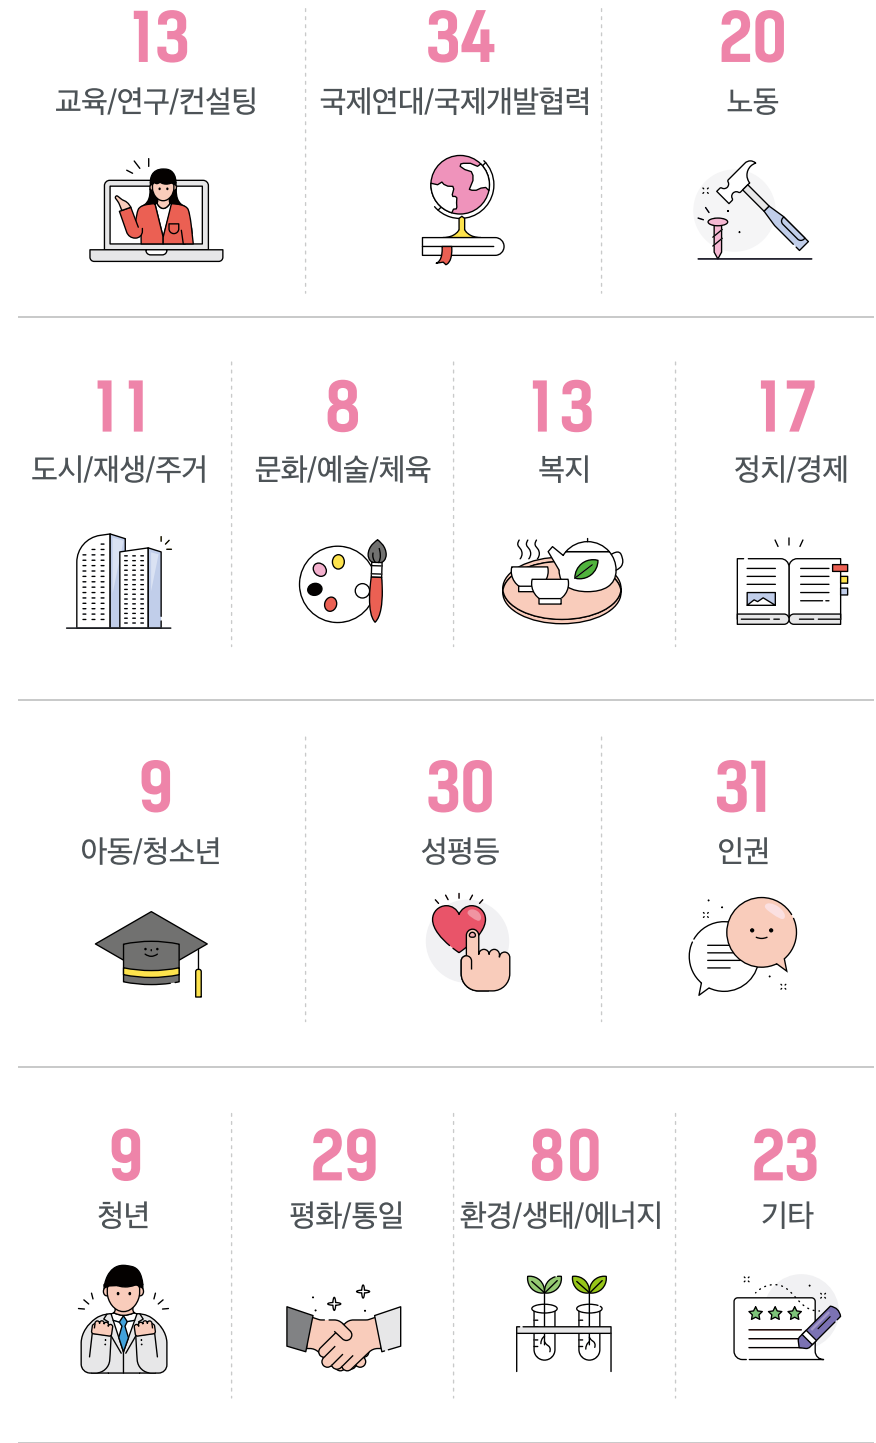 13
교육/연구/컨설팅
34
국제연대/국제개발협력
20
노동
11
도시/재생/주거
8
문화/예술/체육
13
복지
17
정치/경제
9
아동/청소년
30
성평등
31
인권
9
청년
29
평화/통일
80
환경/생태/에너지
23
기타